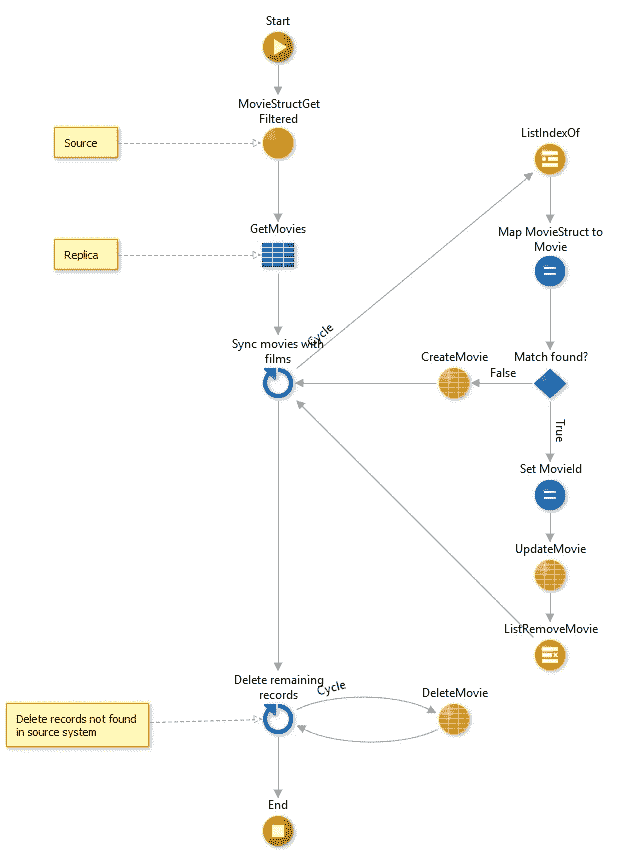 Start
MovieStructGet
Filtered
Source
ListIndexOf
GetMovies
Map MovieStruct to
Movie
Replica
Cycle
Sync movies with
films
CreateMovie
Match found?
False
True
Set MovieId
UpdateMovie
ListRemoveMovie
Delete remaining
records
Cycle
DeleteMovie
Delete records not found
in source system
End